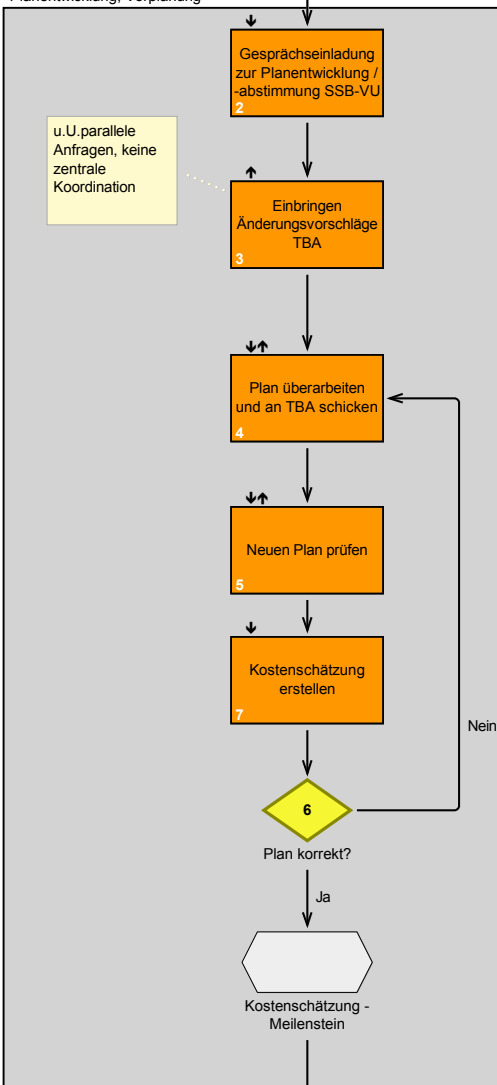 Planentwicklung, Vorplanung
Gesprächseinladung
zur Planentwicklung /
-abstimmung SSB-VU
2
u.U.parallele
Anfragen, keine
zentrale
Koordination
Einbringen
Änderungsvorschläge
TBA
3
Plan überarbeiten
und an TBA schicken
4
Neuen Plan prüfen
5
Kostenschätzung
erstellen
7
Nein
6
Plan korrekt?
Ja
Kostenschätzung -
Meilenstein